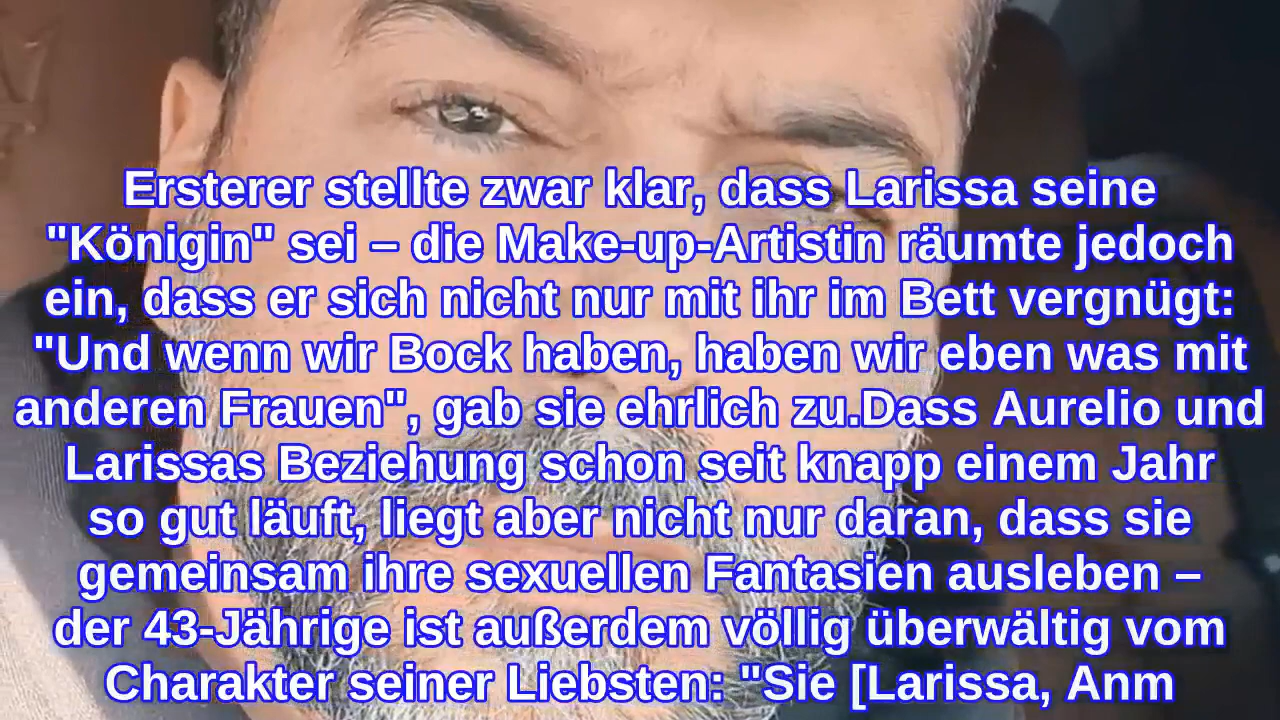 Ersterer stellte zwar klar, dass Larissa seine
"Königin" sei – die Make-up-Artistin räumte jedoch
ein, dass er sich nicht nur mit ihr im Bett vergnügt:
"Und wenn wir Bock haben, haben wir eben was mit
anderen Frauen", gab sie ehrlich zu.Dass Aurelio und
Larissas Beziehung schon seit knapp einem Jahr
so gut läuft, liegt aber nicht nur daran, dass sie
gemeinsam ihre sexuellen Fantasien ausleben –
der 43-Jährige ist außerdem völlig überwältig vom
Charakter seiner Liebsten: "Sie [Larissa, Anm